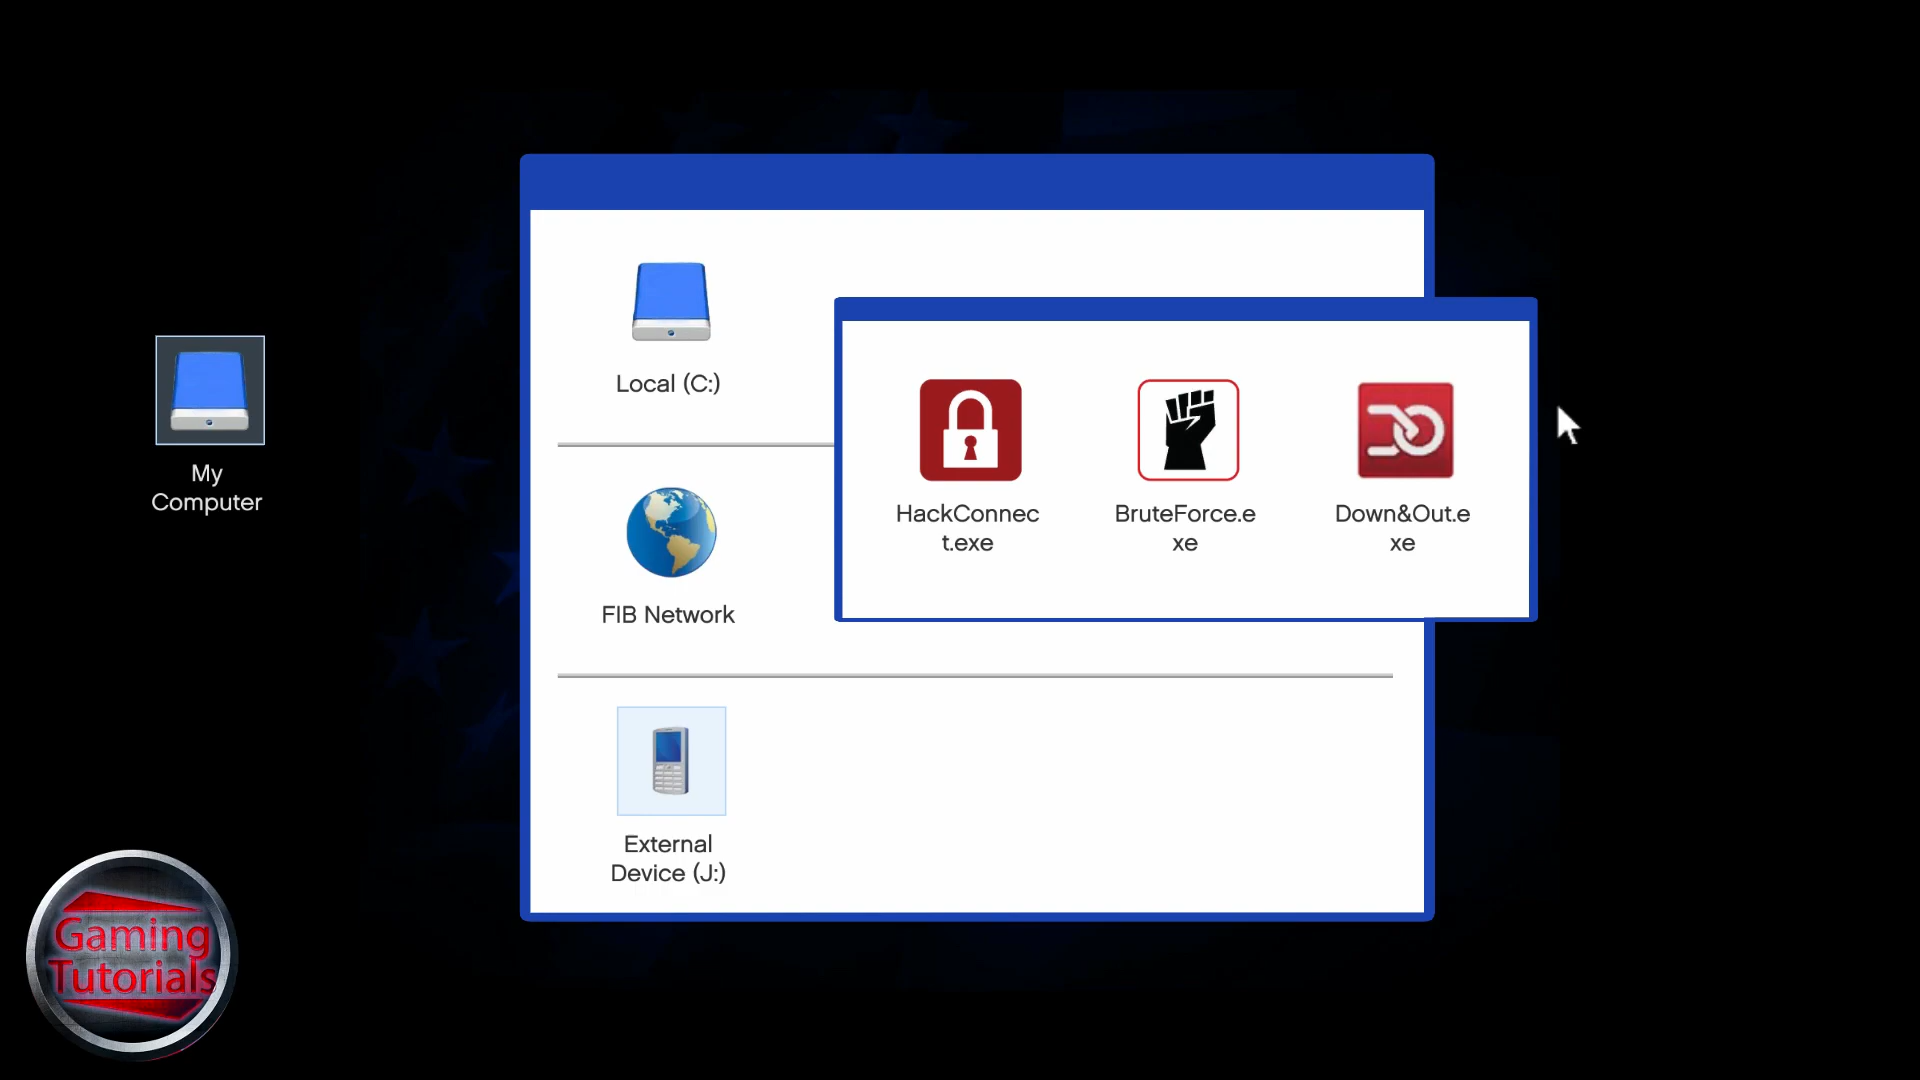 My
Computer
Local (C:)
FIB Network
External
Device (J:)
HackConnec
t.exe
BruteForce.e
xe
Down&Out.e
xe
Gaming
Tutorials